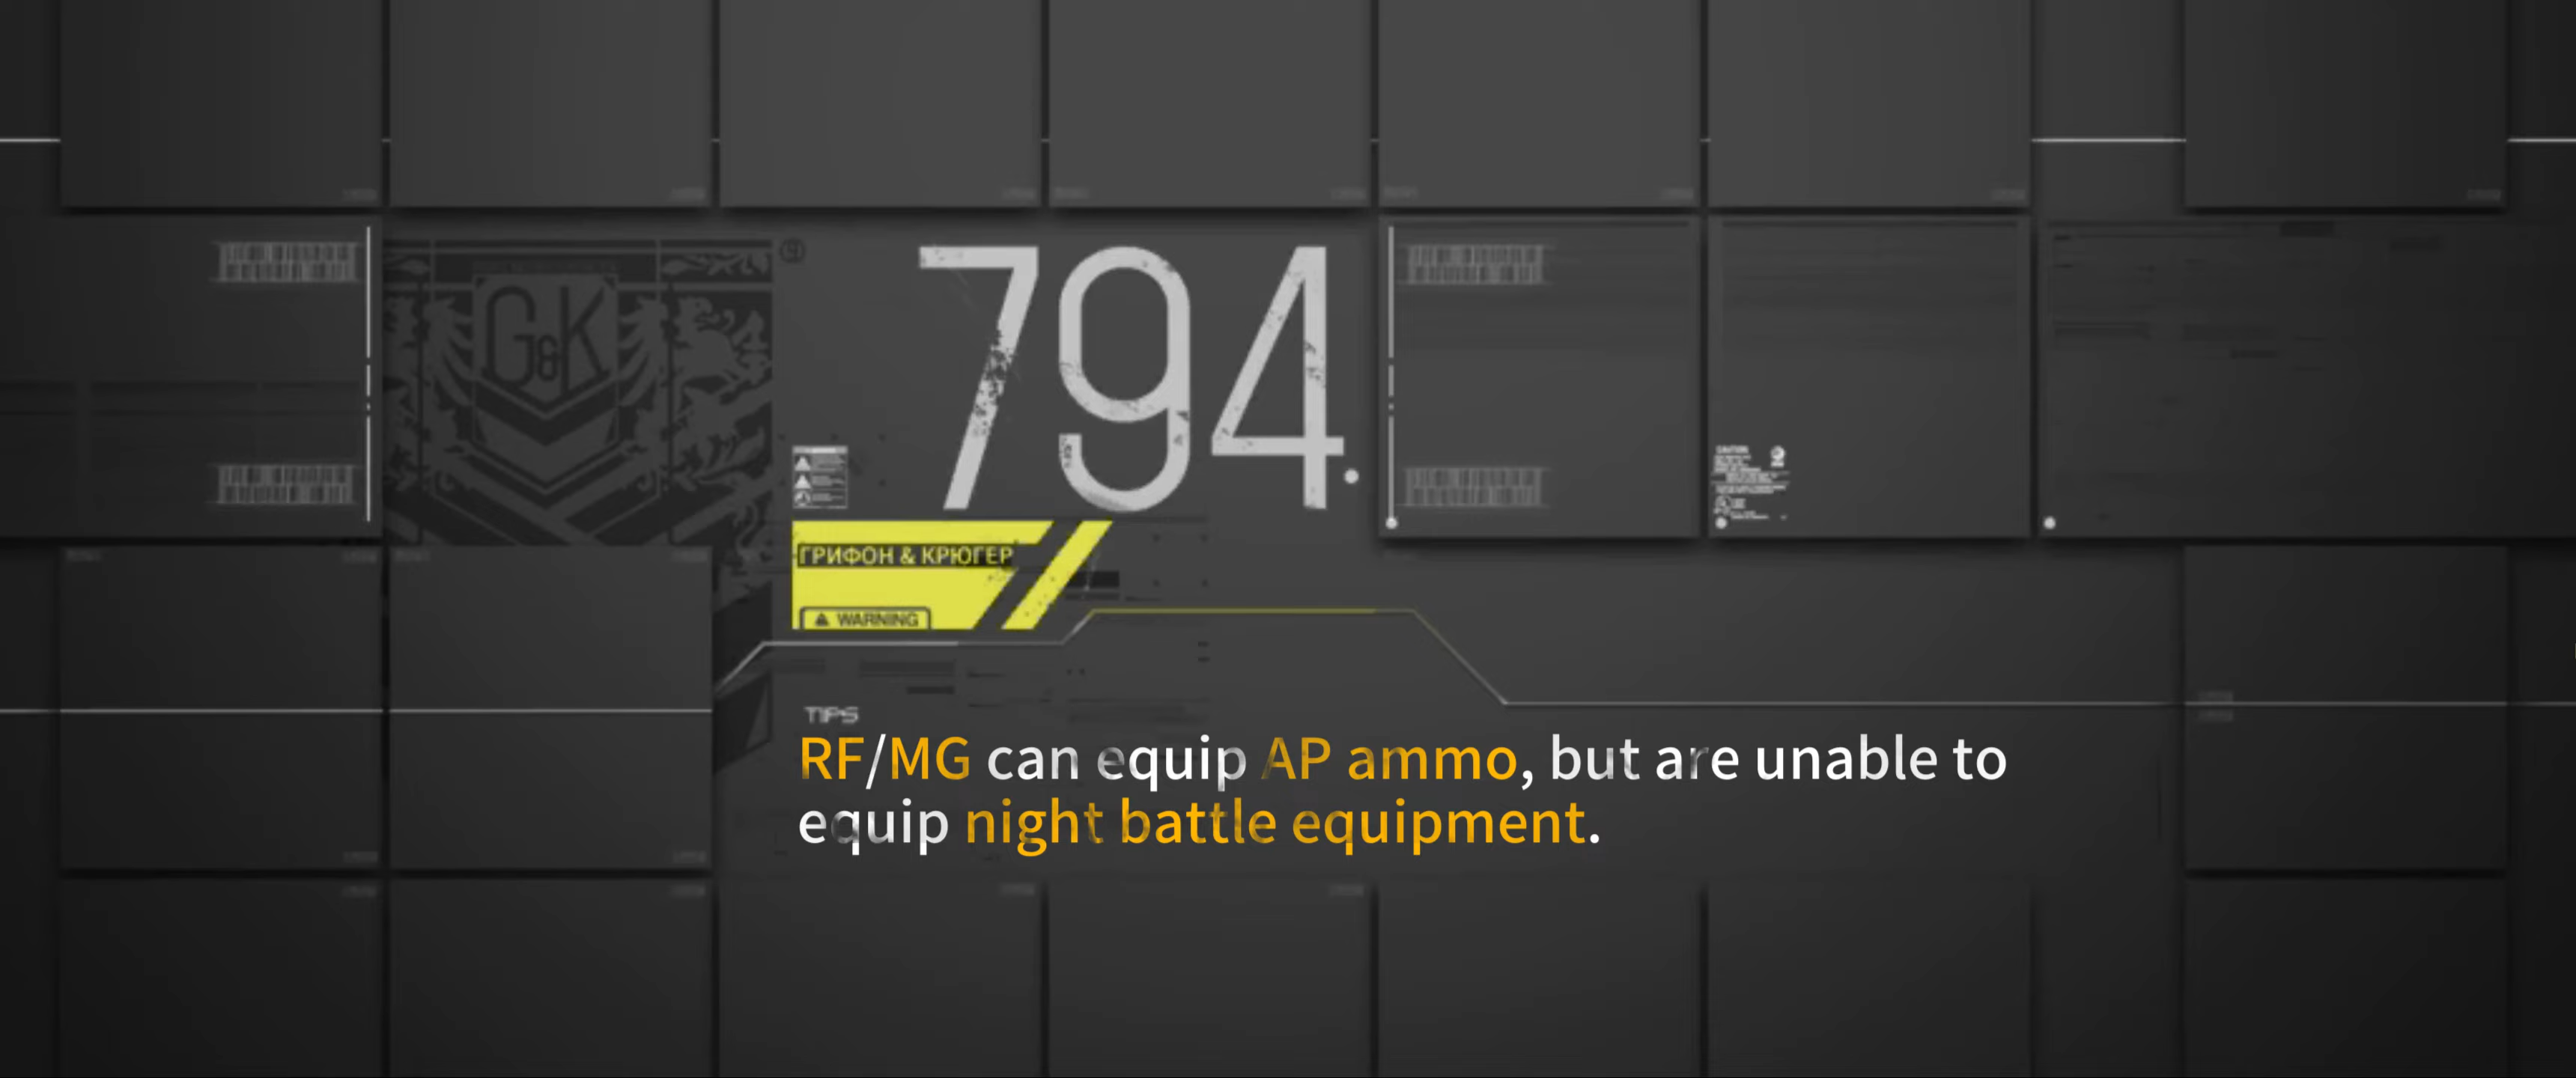 G&K
794.
ГРИФОН & КРЮГЕР
WARNING
CAUTION
TIPS
RF/MG can equip AP ammo, but are unable to
equip night battle equipment.